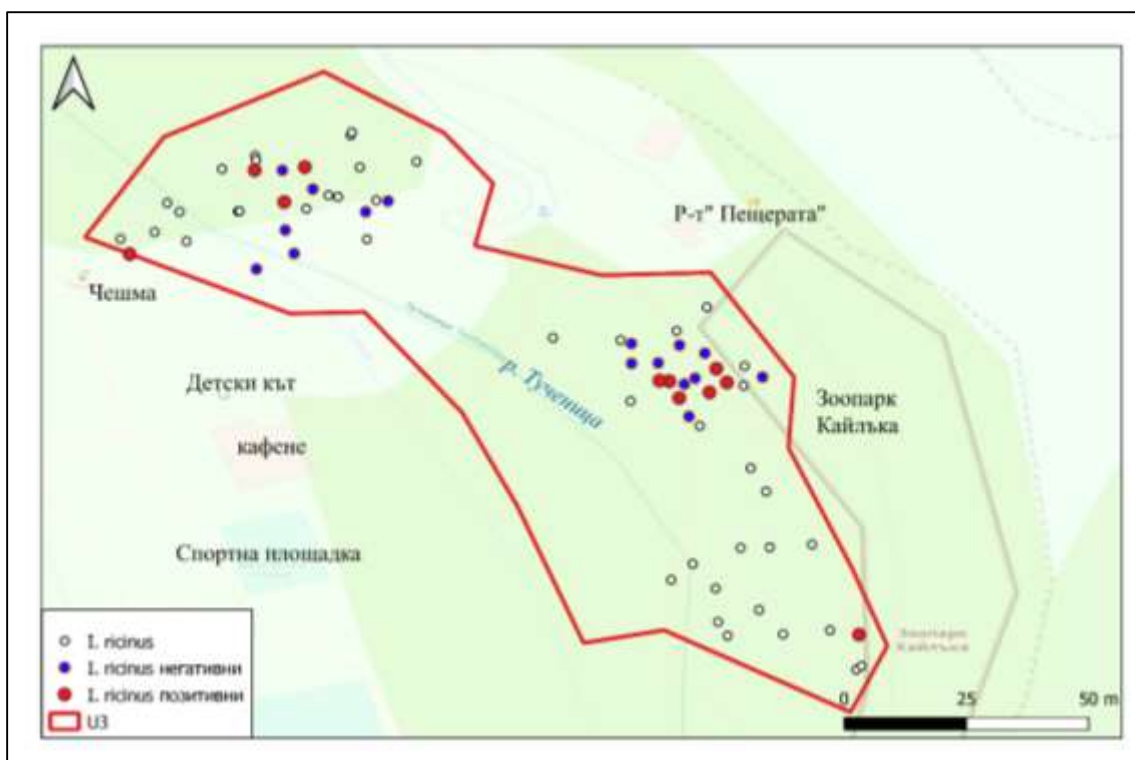 Р-т" Пещерата"
Чешма
Детски кът
р. Тученица
Зоопарк
Кайлъка
кафене
Спортна площадка
I. ricinus
I. ricinus негативни
I. ricinus позитивни
U3
Зоопарк
Кайлъка
0 25 50 m